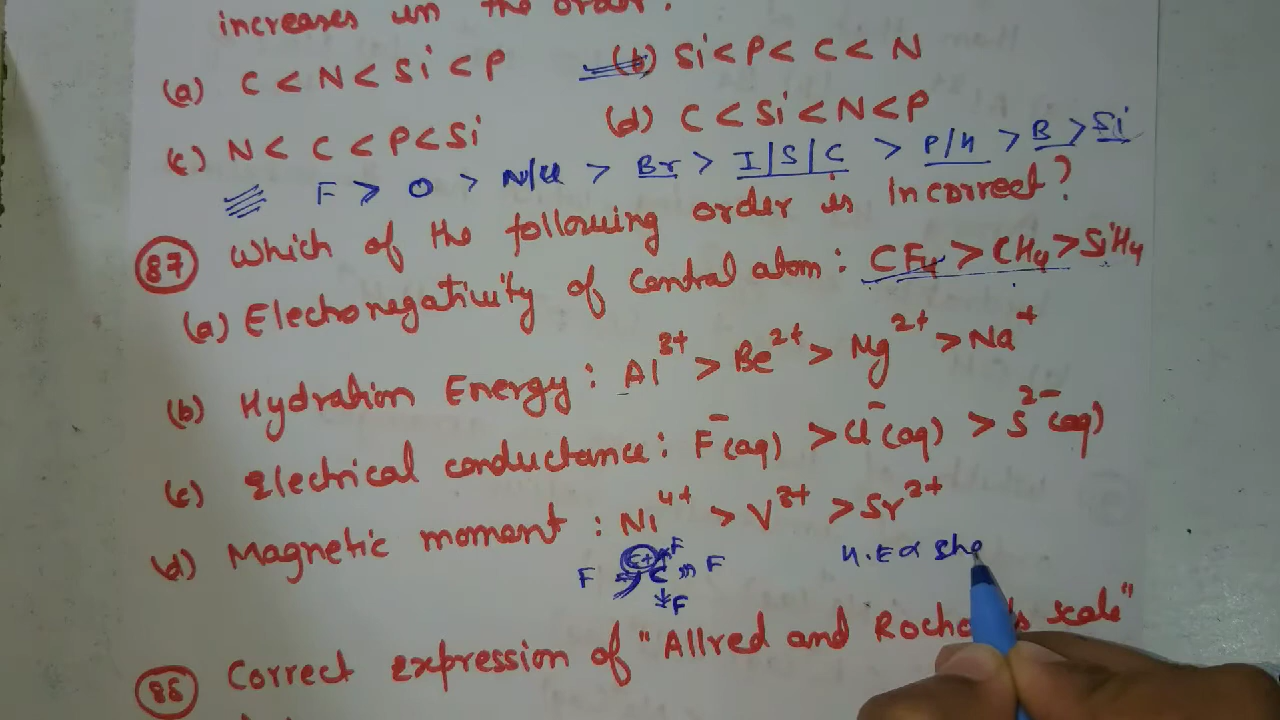 increases in the order:
(a) C < N < Si < P (b) Si < P < C < N
(c) N < C < P < Si (d) C < Si < N < P
F > O > N/Cl > Br > I/S/C > P/H > B > Si
(87) Which of the following order is Incorrect?
(a) Electronegativity of Central atom: CF4 > CH4 > SiH4
(b) Hydration Energy: Al3+ > Be2+ > Mg2+ > Na+
(c) Electrical conductance: F-(aq) > Cl-(aq) > S2-(aq)
(d) Magnetic moment: Ni4+ > V3+ > Sr2+
F C F F F
H.E α
Correct expression of "Allred and scale"